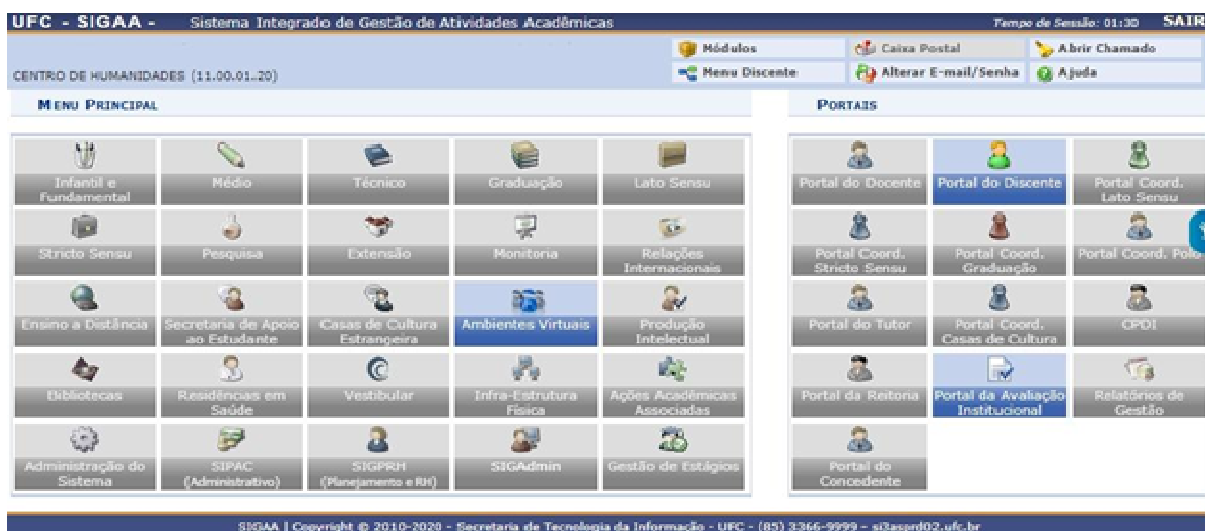 UFC - SIGAA - Sistema Integrado de Gestão de Atividades Acadêmicas
Tempo de Sessão: 01:30 SAIR
Módulos Caixa Postal Abrir Chamado
CENTRO DE HUMANIDADES (11.00.01..20)
Menu Discente Alterar E-mail/Senha Ajuda
MENU PRINCIPAL
Infantil e
Fundamental
Médio
Técnico
Graduação
Lato Sensu
Stricto Sensu
Pesquisa
Extensão
Monitoria
Relações
Internacionais
Ensino a Distância
Secretaria de Apoio
ao Estudante
Casas de Cultura
Estrangeira
Ambientes Virtuais
Produção
Intelectual
Bibliotecas
Residências em
Saúde
Vestibular
Infra-Estrutura
Física
Ações Acadêmicas
Associadas
Administração do
Sistema
SIPAC
(Administrativo)
SIGPRH
(Planejamento e RH)
SIGAdmin
Gestão de Estágios
PORTAIS
Portal do Docente
Portal do Discente
Portal Coord.
Lato Sensu
Portal Coord.
Stricto Sensu
Portal Coord.
Graduação
Portal Coord. Polo
Portal do Tutor
Portal Coord.
Casas de Cultura
CPDI
Portal da Reitoria
Portal da Avaliação
Institucional
Relatórios de
Gestão
Portal do
Concedente
SIGAA | Copyright © 2010-2020 - Secretaria de Tecnologia da Informação - UFC - (85) 3366-9999 - si3asprd02.ufc.br